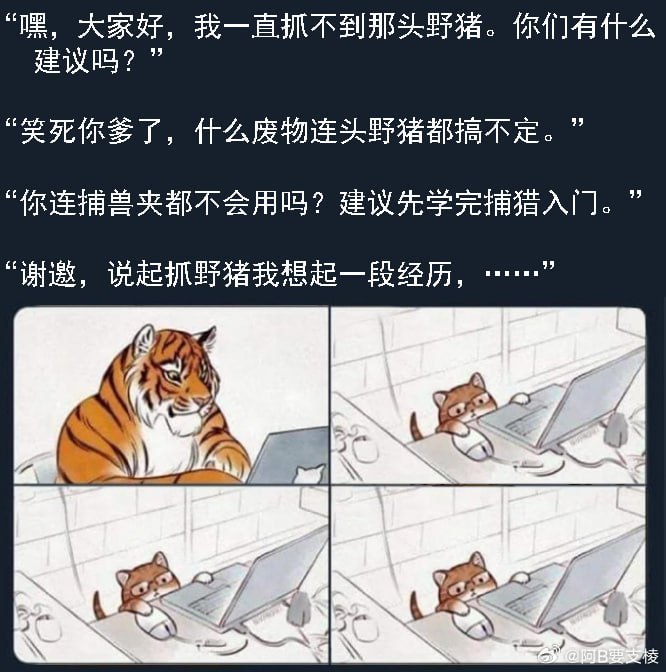 “嘿，大家好，我一直抓不到那头野猪。你们有什么
建议吗？”
“笑死你爹了，什么废物连头野猪都搞不定。”
“你连捕兽夹都不会用吗？建议先学完捕猎入门。”
“谢邀，说起抓野猪我想起一段经历，……”
@阿B要支棱